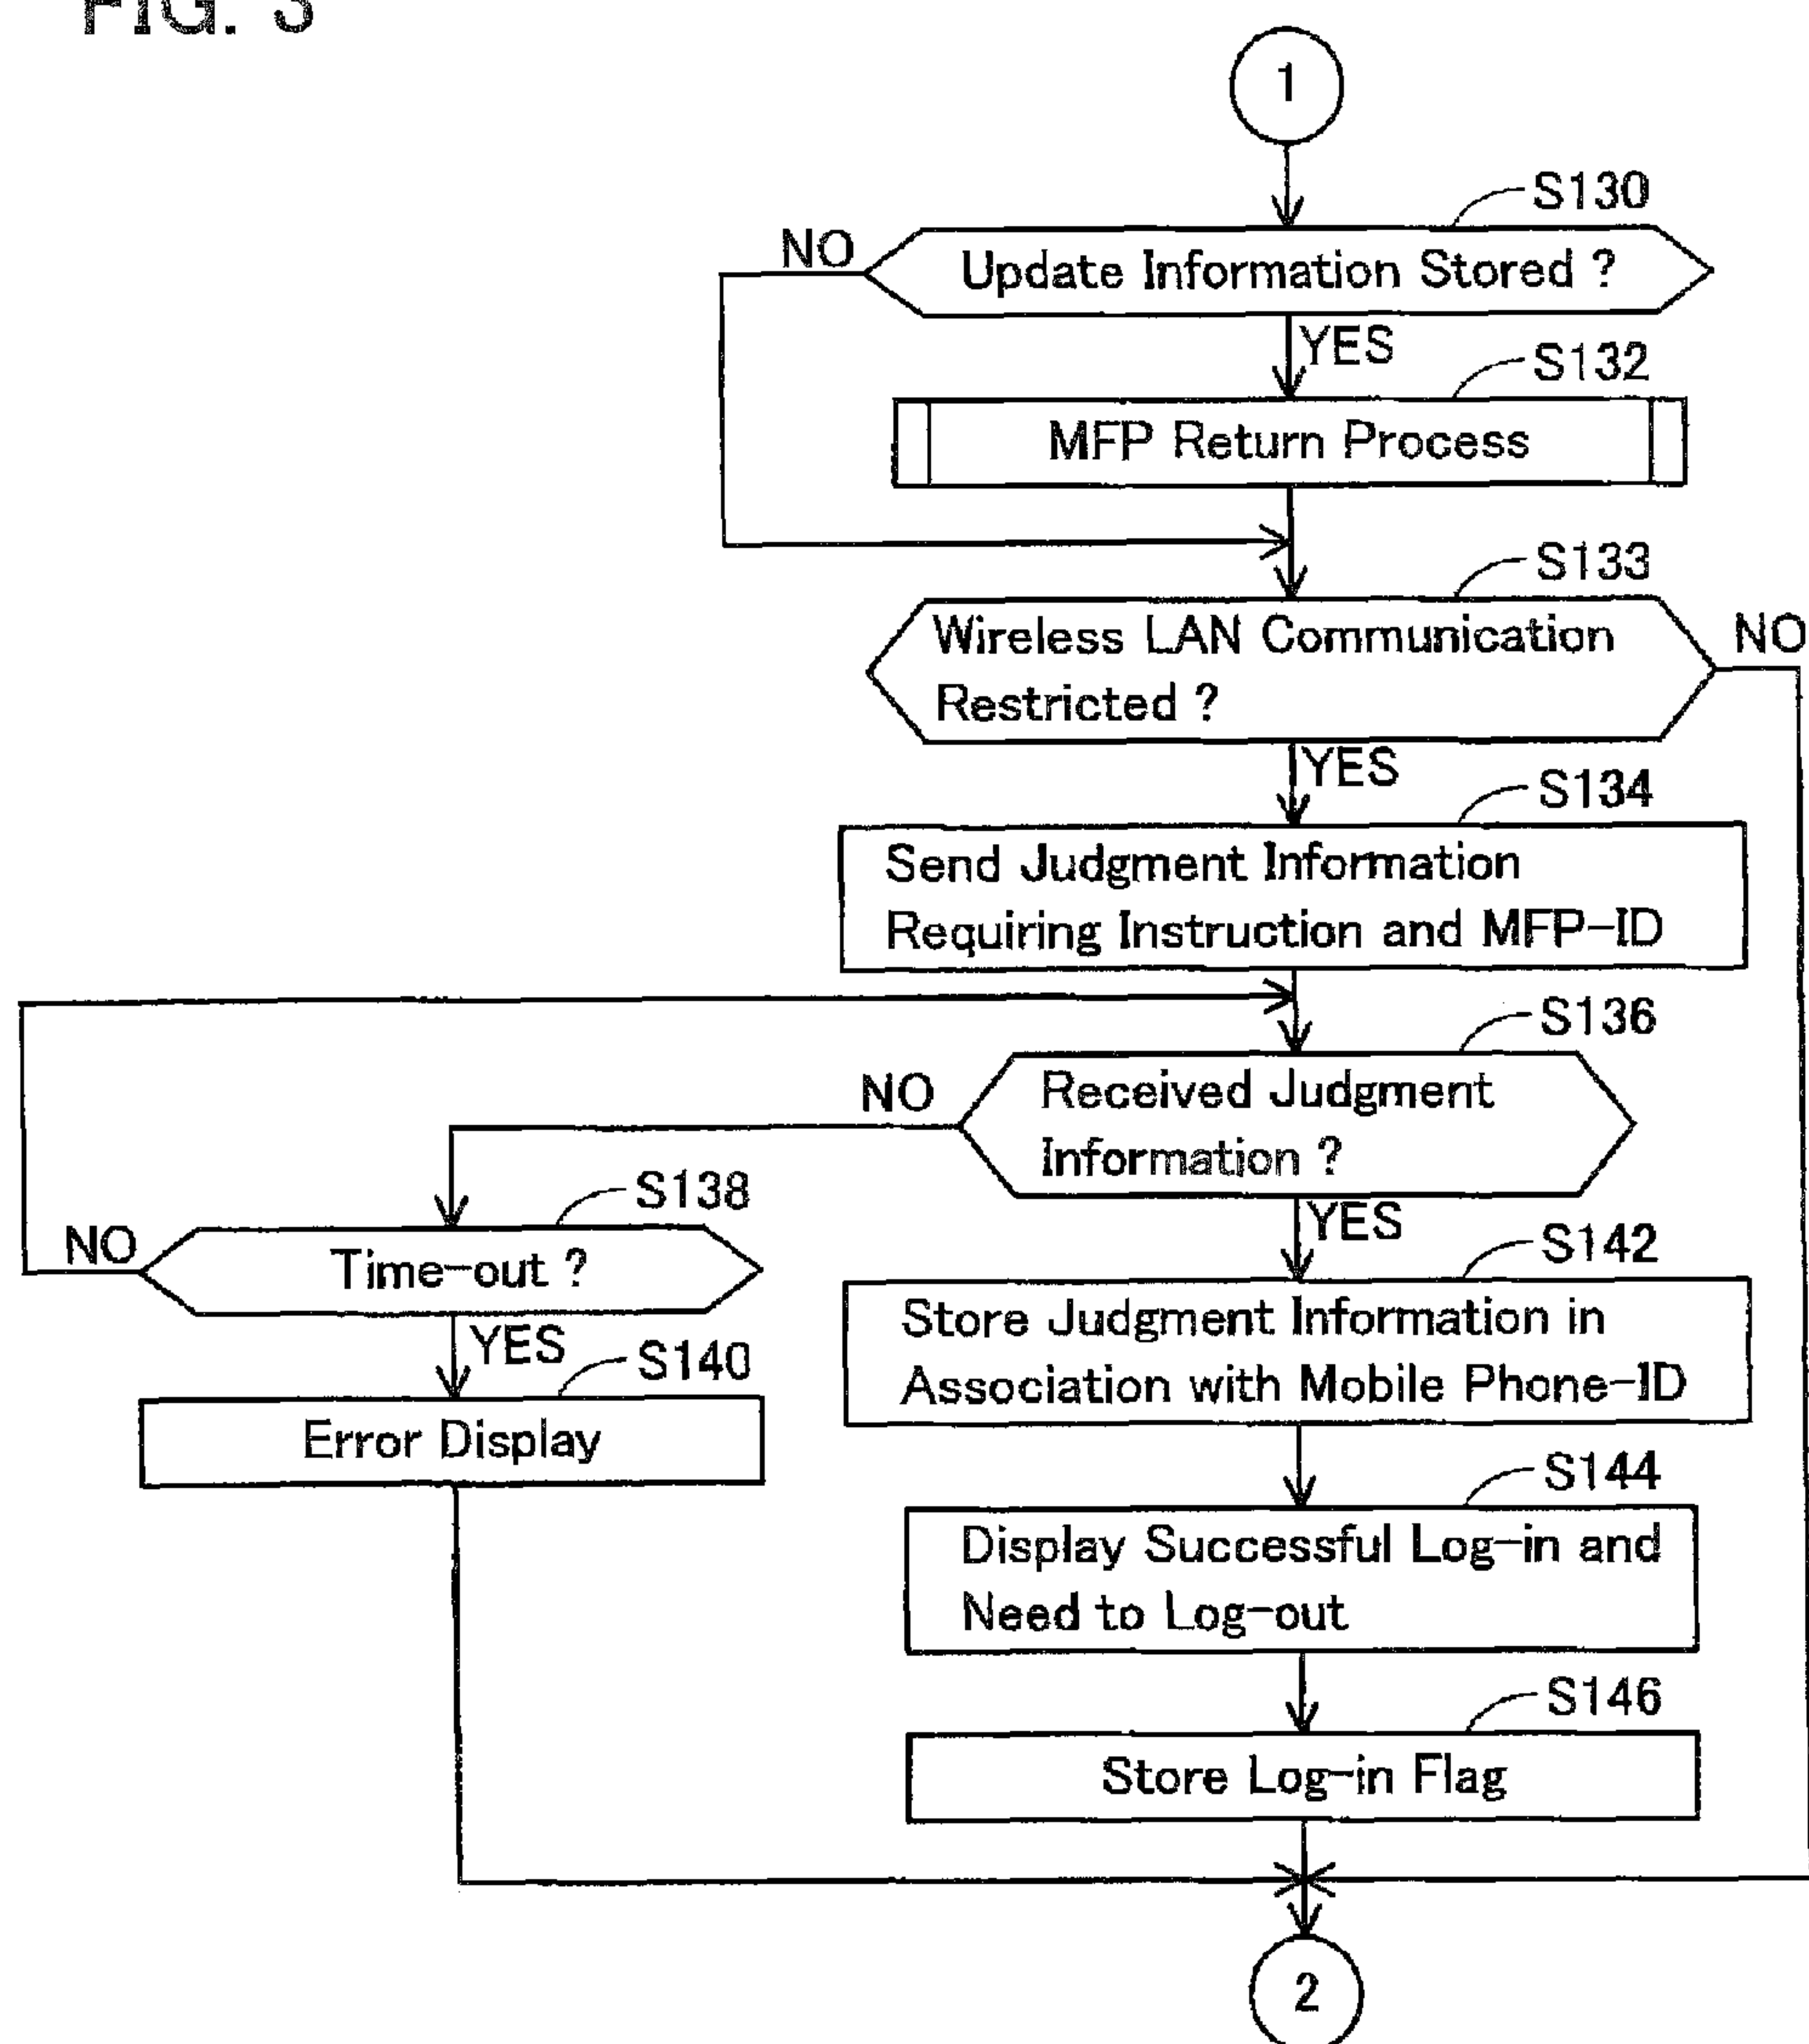 FIG. 3
1
S130
NO
Update Information Stored ?
YES
S132
MFP Return Process
S133
Wireless LAN Communication
Restricted ?
NO
YES
S134
Send Judgment Information
Requiring Instruction and MFP-ID
S136
NO
Received Judgment
Information ?
S138
YES
NO
Time-out ?
S142
Store Judgment Information in
Association with Mobile Phone-ID
YES
S140
Error Display
S144
Display Successful Log-in and
Need to Log-out
S146
Store Log-in Flag
2